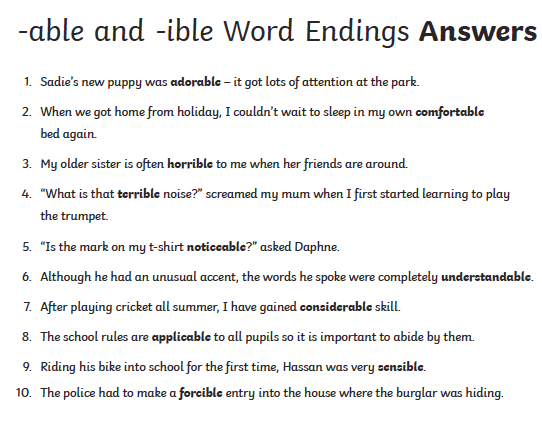 -able and -ible Word Endings Answers
1. Sadie's new puppy was adorable – it got lots of attention at the park.
2. When we got home from holiday, I couldn't wait to sleep in my own comfortable
bed again.
3. My older sister is often horrible to me when her friends are around.
4. “What is that terrible noise?” screamed my mum when I first started learning to play
the trumpet.
5. “Is the mark on my t-shirt noticeable?” asked Daphne.
6. Although he had an unusual accent, the words he spoke were completely understandable.
7. After playing cricket all summer, I have gained considerable skill.
8. The school rules are applicable to all pupils so it is important to abide by them.
9. Riding his bike into school for the first time, Hassan was very sensible.
10. The police had to make a forcible entry into the house where the burglar was hiding.